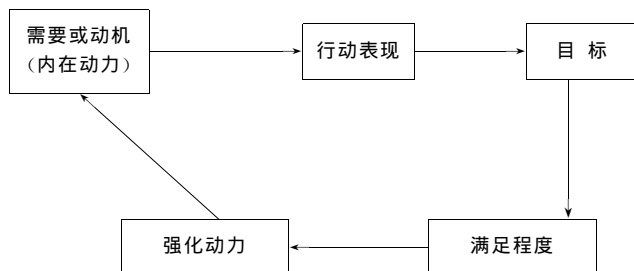 需要或动机
（内在动力）
行动表现
目 标
强化动力
满足程度